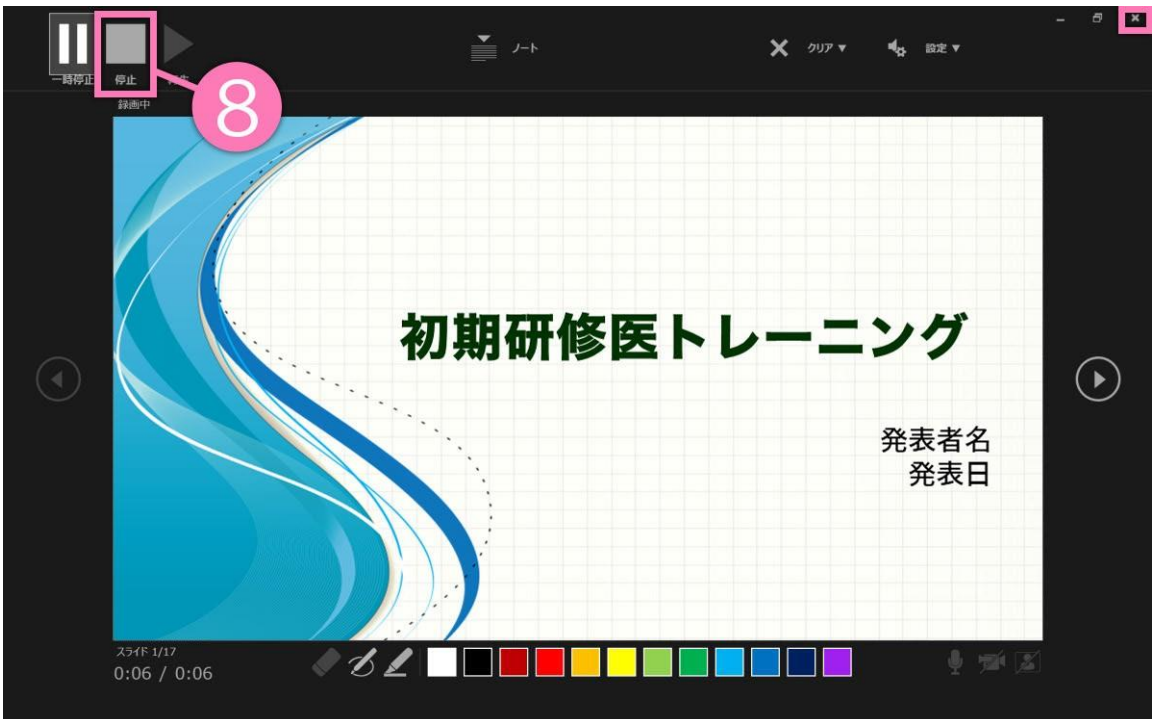 ノート
クリア▼
設定▼
一時停止 停止
録画中
8
初期研修医トレーニング
発表者名
発表日
スライド 1/17
0:06 / 0:06